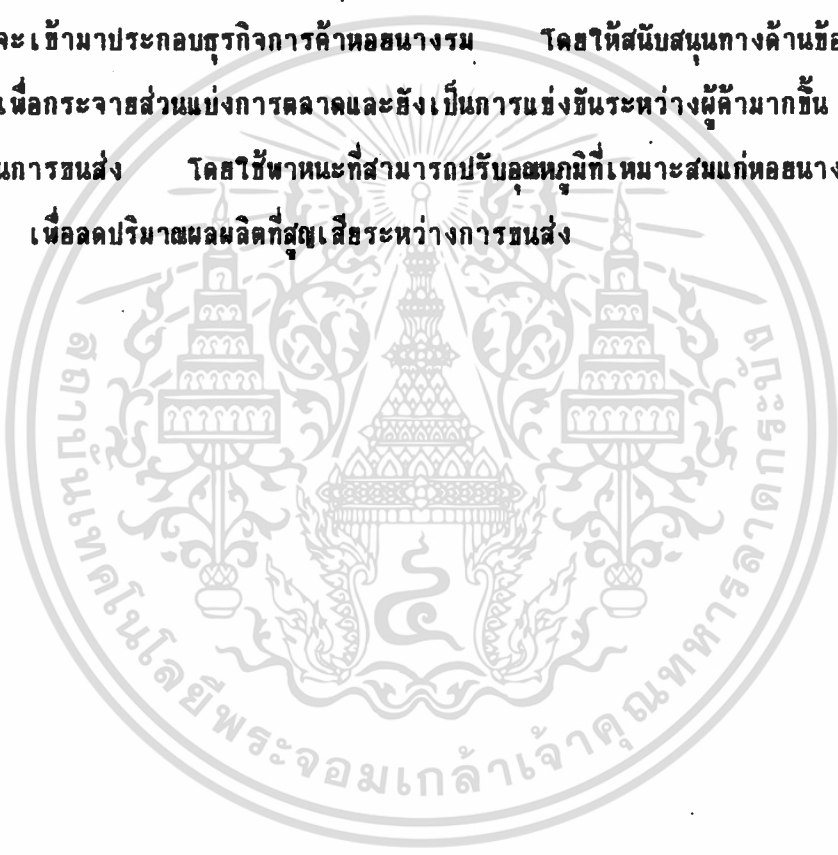 จะเข้ามาประกอบธุรกิจการค้าหอยนางรม โดยให้สนับสนุนทางด้านข้อ
เพื่อกระจายส่วนแบ่งการตลาดและยังเป็นการแข่งขันระหว่างผู้ค้ามากขึ้น
นการขนส่ง โดยใช้พาหนะที่สามารถปรับอุณหภูมิที่เหมาะสมแก่หอยนาง
เพื่อลดปริมาณผลผลิตที่สูญเสียระหว่างการขนส่ง
สถาบันเทคโนโลยีพระจอมเกล้าเจ้าคุณทหารลาดกระบัง